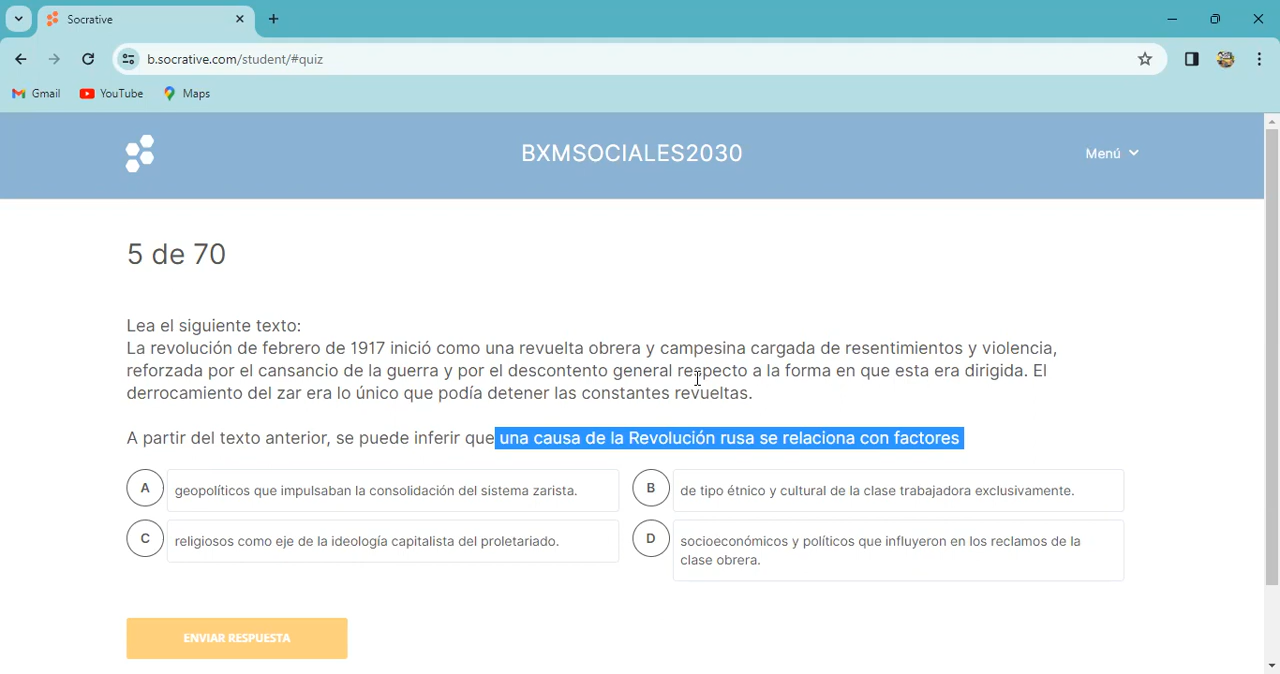 Socrative
b.socrative.com/student/#quiz
Gmail YouTube Maps
BXMSOCIALES2030
Menú
5 de 70
Lea el siguiente texto:
La revolución de febrero de 1917 inició como una revuelta obrera y campesina cargada de resentimientos y violencia,
reforzada por el cansancio de la guerra y por el descontento general respecto a la forma en que esta era dirigida. El
derrocamiento del zar era lo único que podía detener las constantes revueltas.
A partir del texto anterior, se puede inferir que una causa de la Revolución rusa se relaciona con factores
A geopolíticos que impulsaban la consolidación del sistema zarista.
B de tipo étnico y cultural de la clase trabajadora exclusivamente.
C religiosos como eje de la ideología capitalista del proletariado.
D socioeconómicos y políticos que influyeron en los reclamos de la
clase obrera.
ENVIAR RESPUESTA